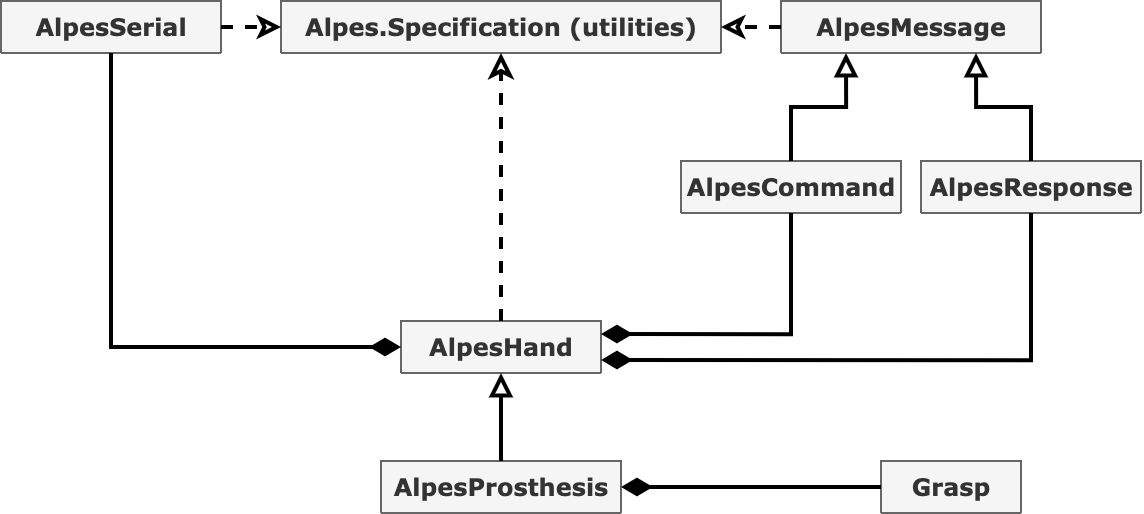 AlpesSerial
Alpes.Specification (utilities)
AlpesMessage
AlpesCommand
AlpesResponse
AlpesHand
AlpesProsthesis
Grasp